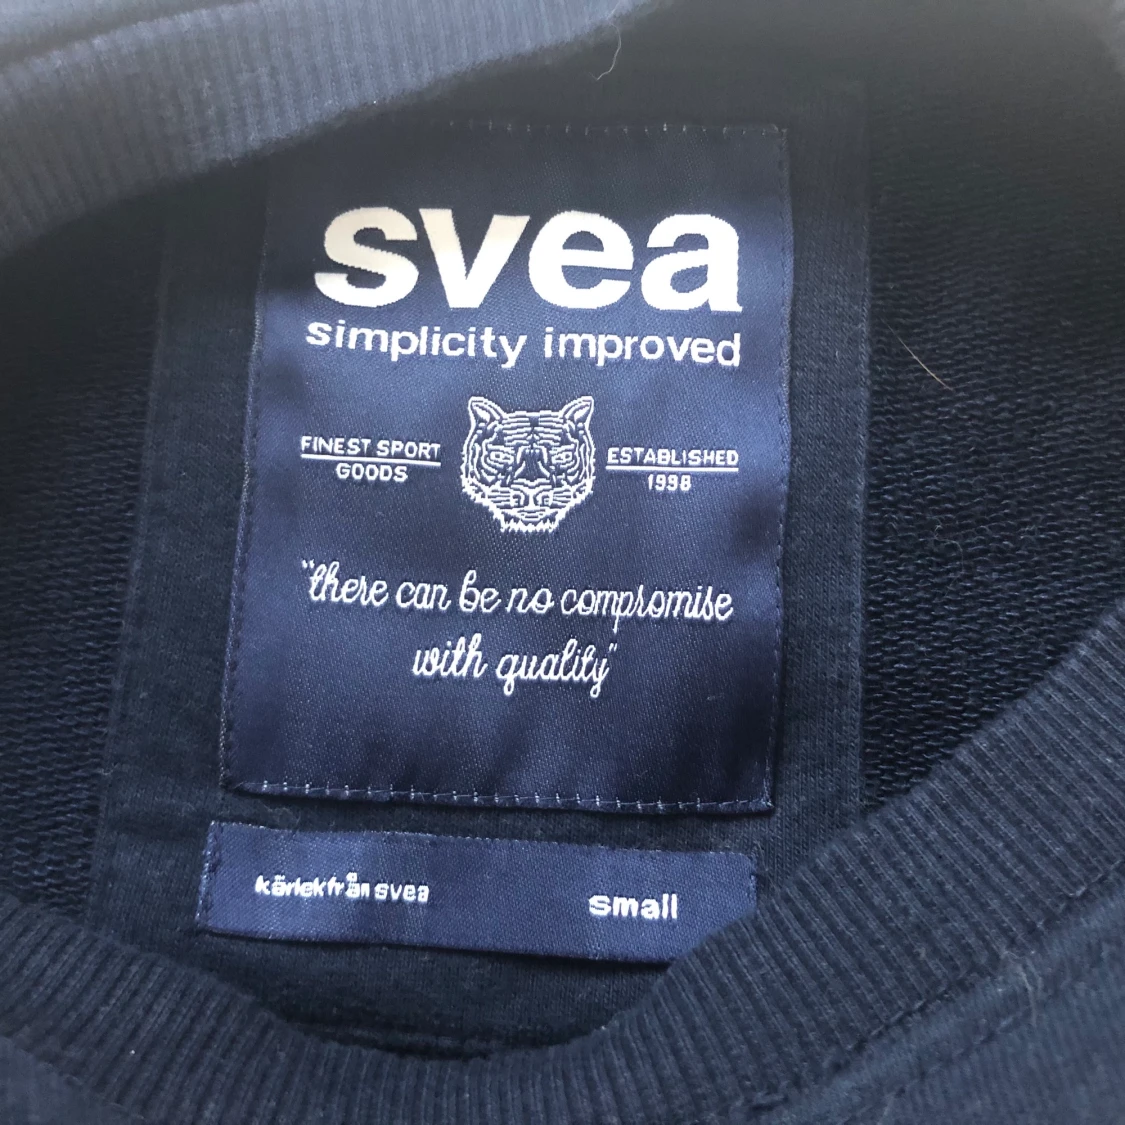 svea
simplicity improved
FINEST SPORT
GOODS
ESTABLISHED
1998
"there can be no compromise
with quality"
kärlek från svea
small